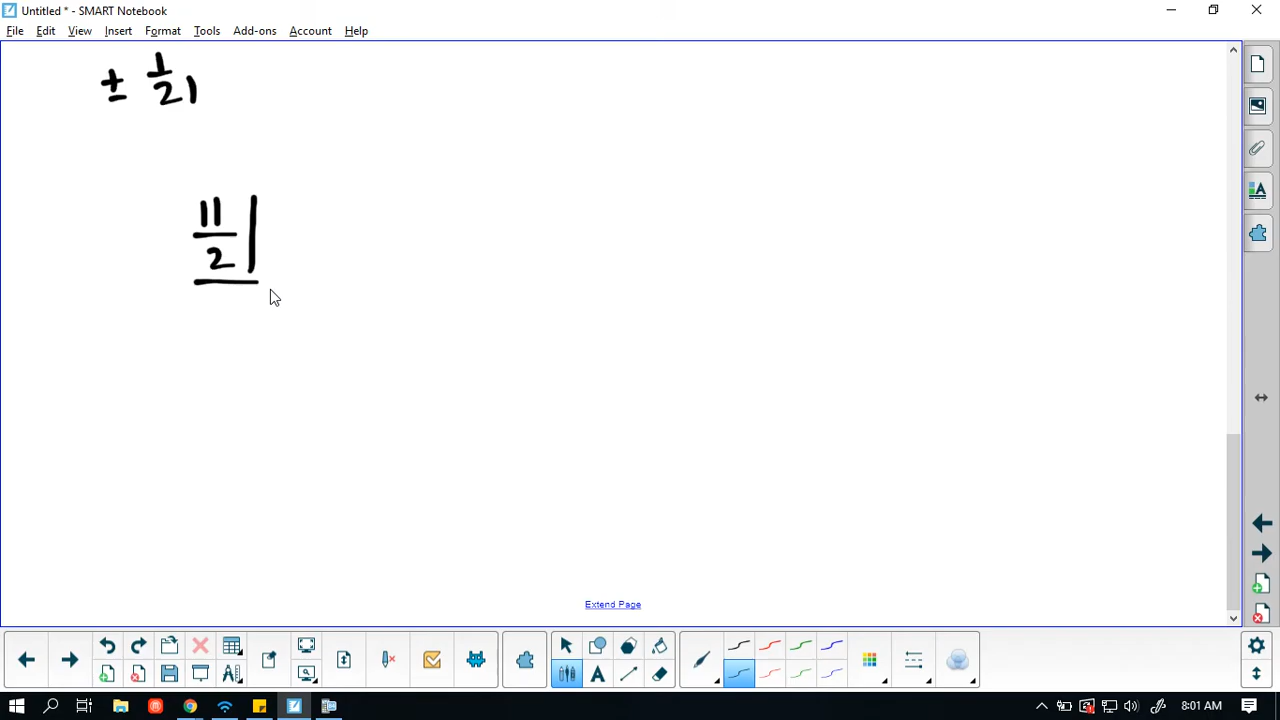 Untitled * - SMART Notebook
File Edit View Insert Format Tools Add-ons Account Help
± 1/2,
11/2
Extend Page
8:01 AM